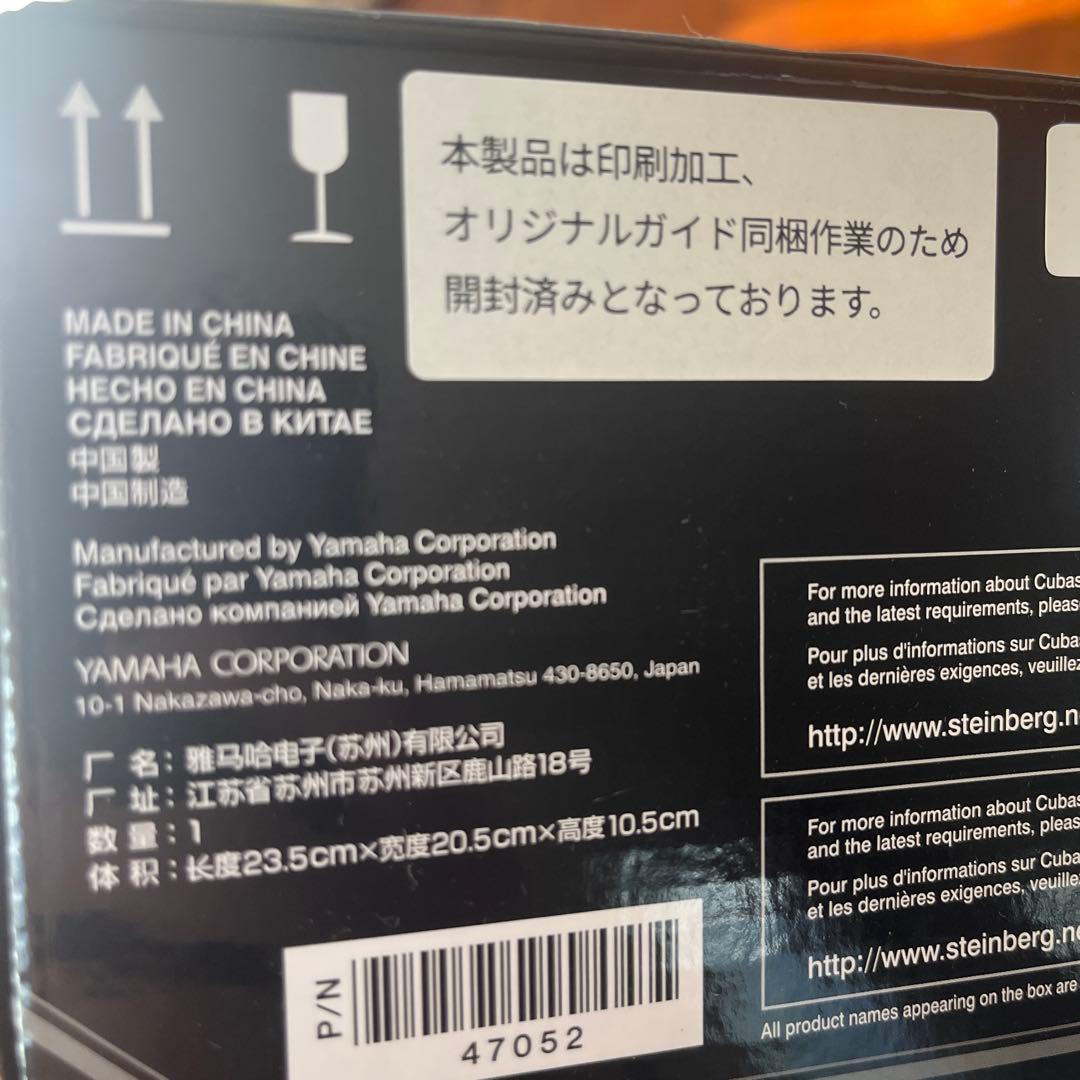 本製品は印刷加工、
オリジナルガイド同梱作業のため
開封済みとなっております。
MADE IN CHINA
FABRIQUÉ EN CHINE
HECHO EN CHINA
СДЕЛАНО В КИТАЕ
中国製
中国制造
Manufactured by Yamaha Corporation
Fabriqué par Yamaha Corporation
Сделано компанией Yamaha Corporation
YAMAHA CORPORATION
10-1 Nakazawa-cho, Naka-ku, Hamamatsu 430-8650, Japan
厂 名：雅马哈电子(苏州)有限公司
厂 址：江苏省苏州市苏州新区鹿山路18号
数 量：1
体 积：长度23.5cm×宽度20.5cm×高度10.5cm
P/N
47052
For more information about Cubas
and the latest requirements, pleas
Pour plus d'informations sur Cuba
et les dernières exigences, veuillez
http://www.steinberg.n
For more information about Cubas
and the latest requirements, pleas
Pour plus d'informations sur Cuba
et les dernières exigences, veuille
http://www.steinberg.ne
All product names appearing on the box are